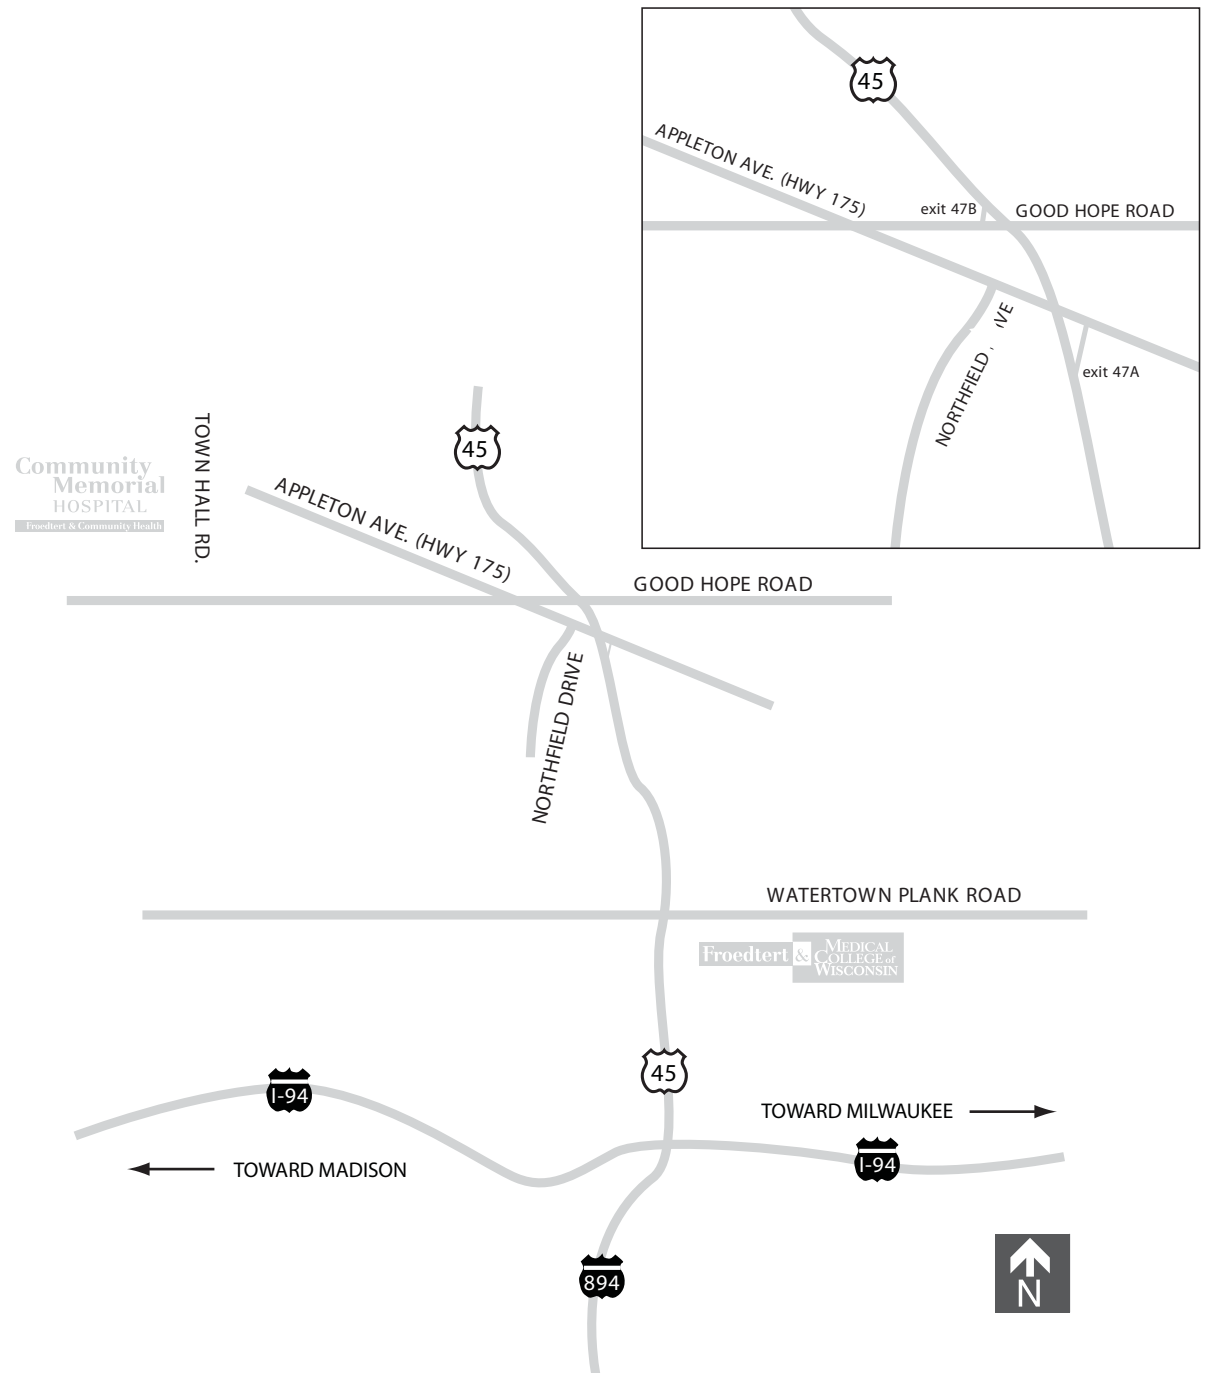 45
APPLETON AVE. (HWY 175)
exit 47B
GOOD HOPE ROAD
NORTHFIELD
IVE
exit 47A
TOWN HALL RD.
45
Community
Memorial
HOSPITAL
Froedtert & Community Health
APPLETON AVE. (HWY 175)
GOOD HOPE ROAD
NORTHFIELD DRIVE
WATERTOWN PLANK ROAD
Froedtert & MEDICAL
COLLEGE of
WISCONSIN
45
I-94
TOWARD MILWAUKEE
I-94
TOWARD MADISON
894
N